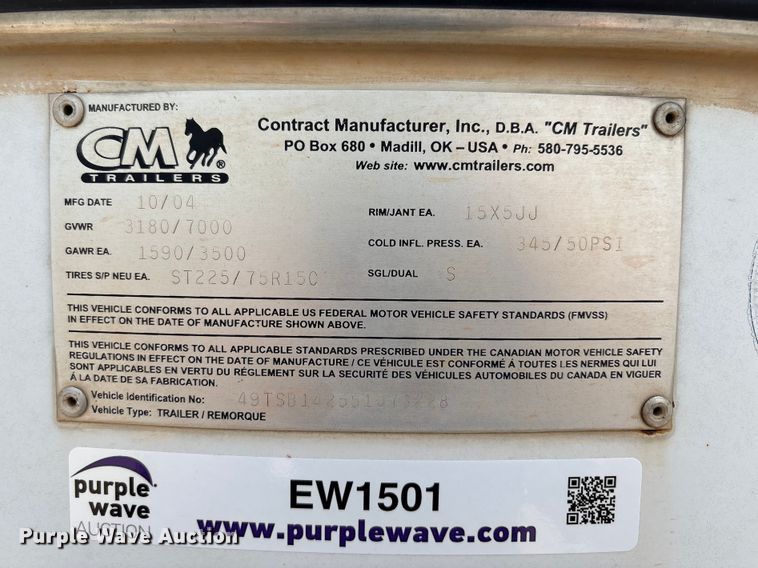 MANUFACTURED BY:
CM
TRAILERS
®
Contract Manufacturer, Inc., D.B.A. "CM Trailers"
PO Box 680 • Madill, OK – USA • Ph: 580-795-5536
Web site: www.cmtrailers.com
MFG DATE 10/04
GVWR 3180/7000
GAWR EA. 1590/3500
TIRES S/P NEU EA. ST225/75R15C
RIM/JANT EA. 15X5JJ
COLD INFL. PRESS. EA. 345/50PSI
SGL/DUAL S
THIS VEHICLE CONFORMS TO ALL APPLICABLE US FEDERAL MOTOR VEHICLE SAFETY STANDARDS (FMVSS)
IN EFFECT ON THE DATE OF MANUFACTURE SHOWN ABOVE.
THIS VEHICLE CONFORMS TO ALL APPLICABLE STANDARDS PRESCRIBED UNDER THE CANADIAN MOTOR VEHICLE SAFETY
REGULATIONS IN EFFECT ON THE DATE OF MANUFACTURE / CE VÉHICULE EST CONFORMÉ Á TOUTES LES NERMES QUI LUI
SONT APPLICABLES EN VERTU DU RÉGLEMENT SUR LA SECURITÉ DES VÉHICULES AUTOMOBILES DU CANADA EN VIGUER
Á LA DATE DE SA FABRICATION.
Vehicle Identification No:
Vehicle Type: TRAILER / REMORQUE
purple
wave
AUCTION
EW1501
www.purplewave.com
Purple Wave Auction
Purple Wave Auction